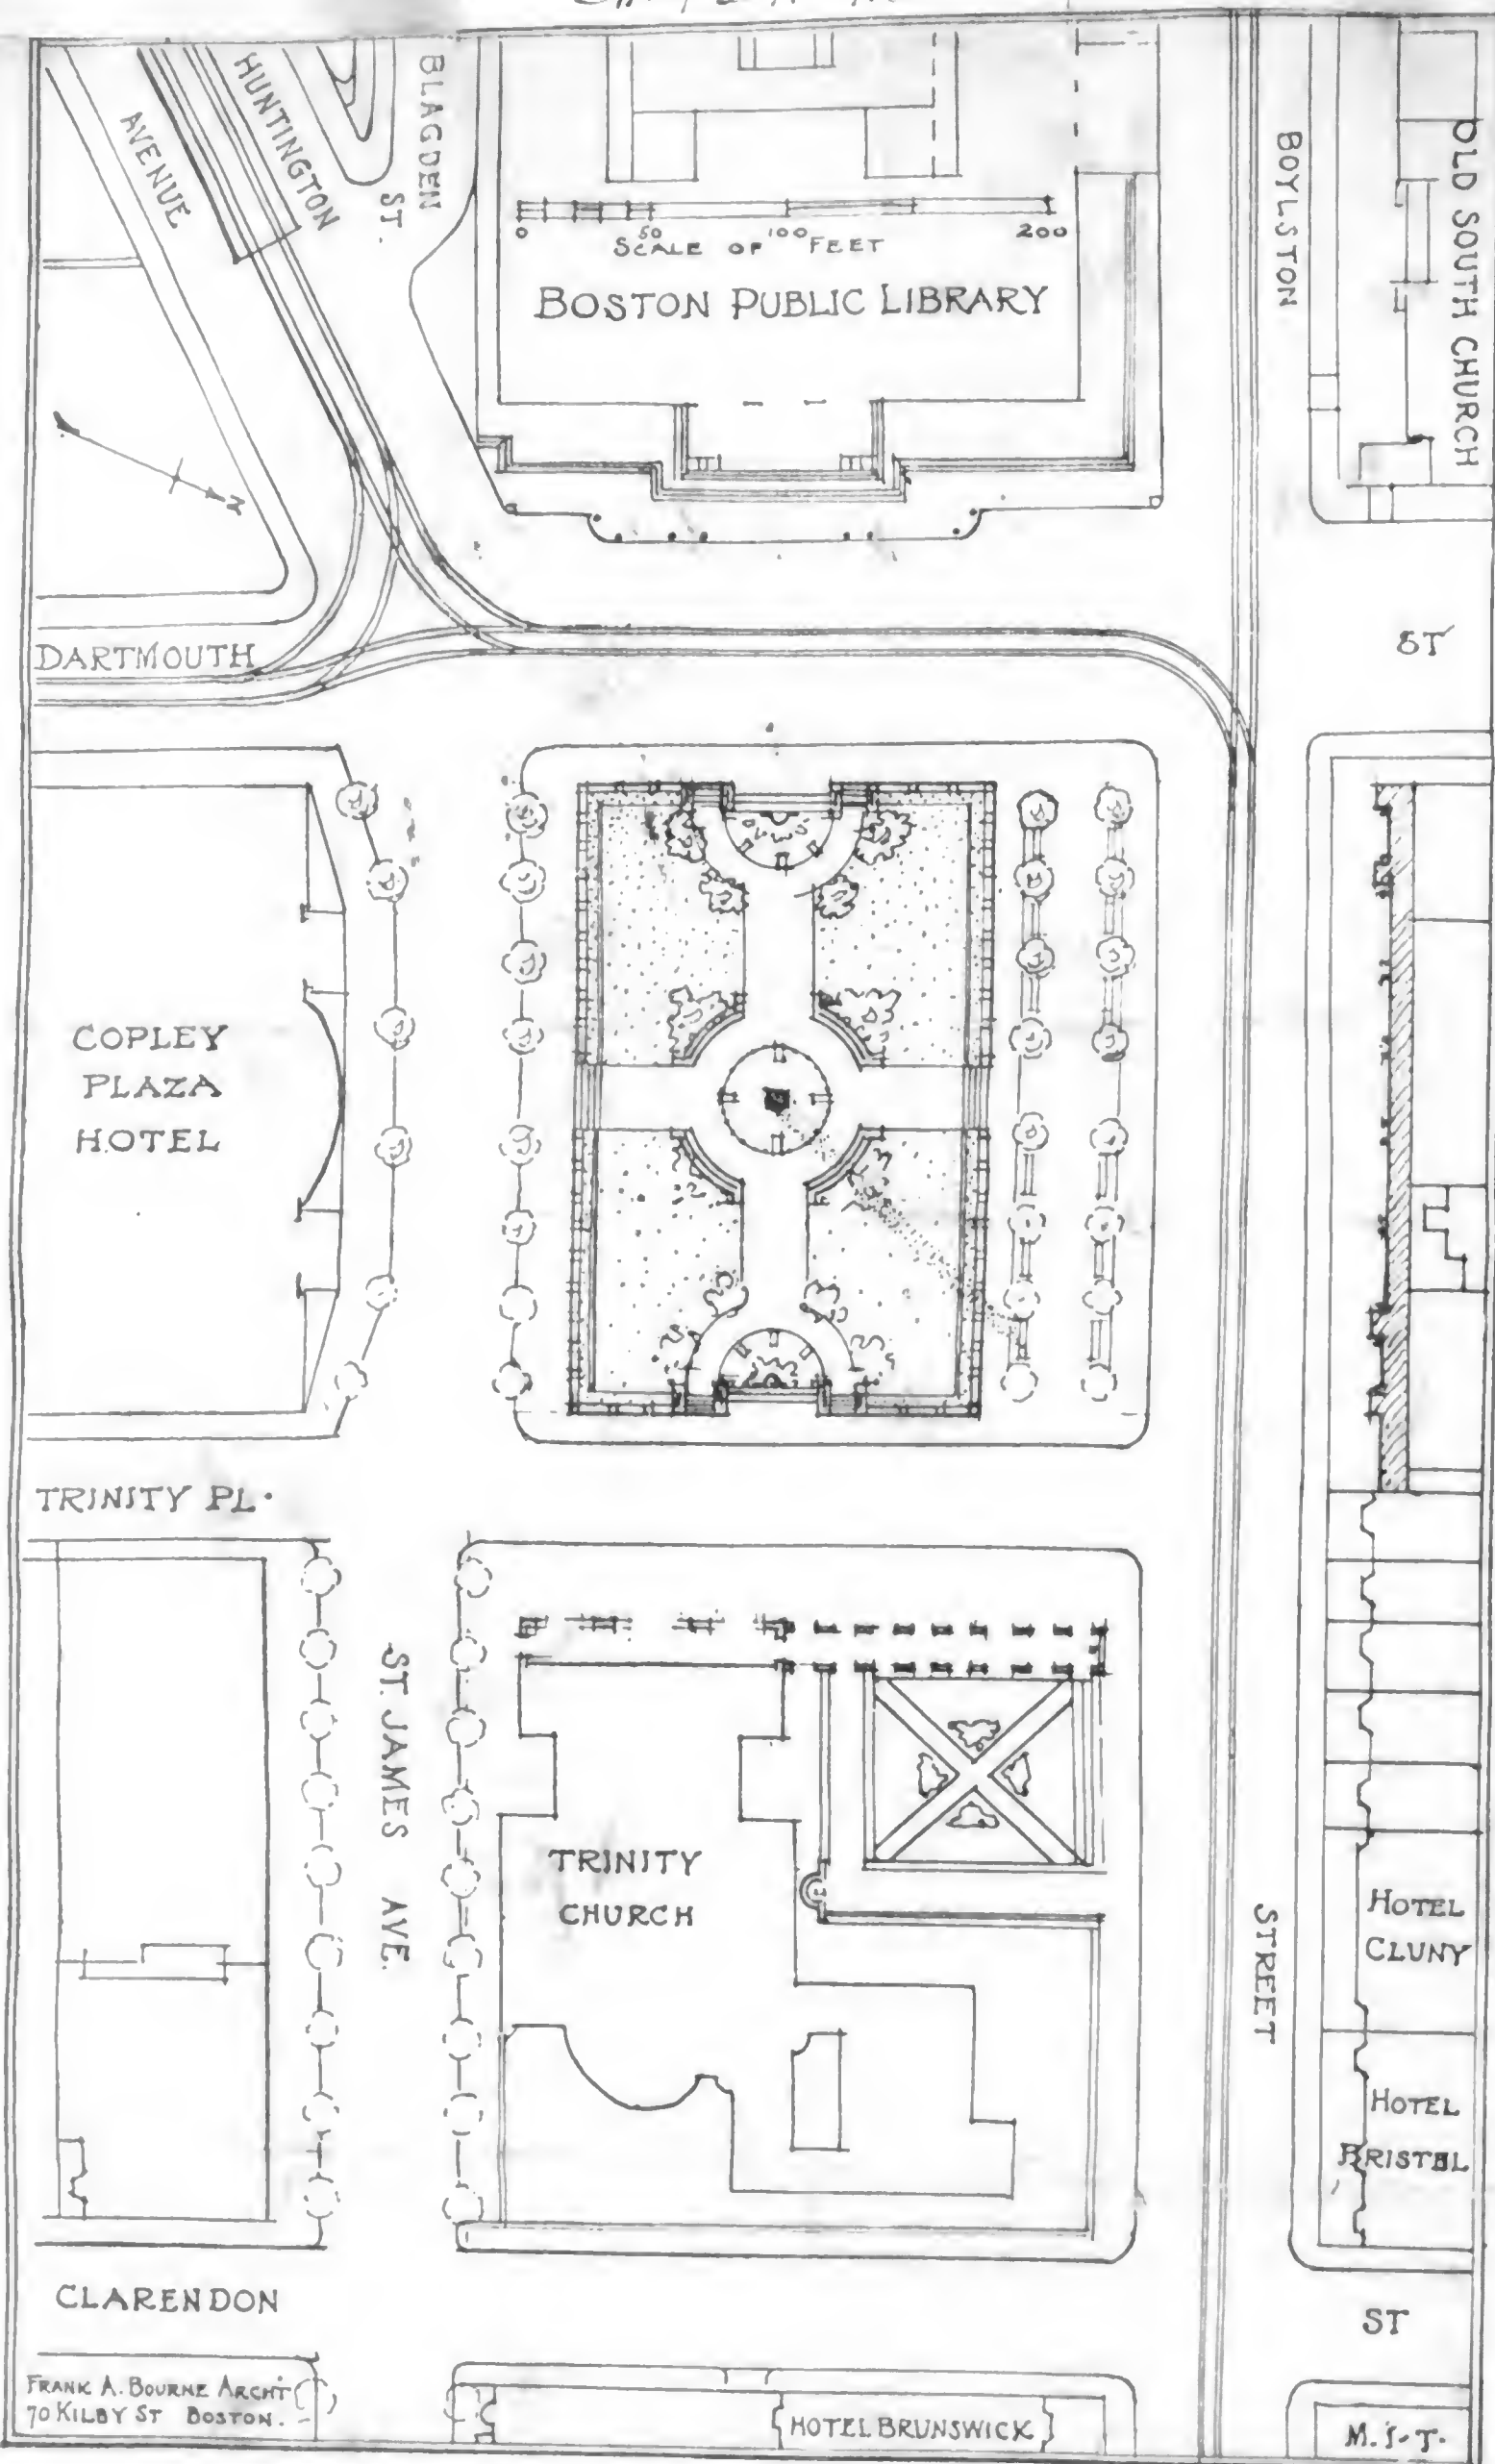 HUNTINGTON
AVENUE
BLAGDEN
ST.
0 50 100 200
SCALE OF FEET
BOSTON PUBLIC LIBRARY
BOYLSTON
OLD SOUTH CHURCH
N
DARTMOUTH
ST
COPLEY
PLAZA
HOTEL
TRINITY PL.
ST. JAMES AVE.
TRINITY
CHURCH
STREET
HOTEL
CLUNY
HOTEL
BRISTOL
CLARENDON
ST
FRANK A. BOURNE ARCHT
70 KILBY ST BOSTON.
HOTEL BRUNSWICK
M.I.T.